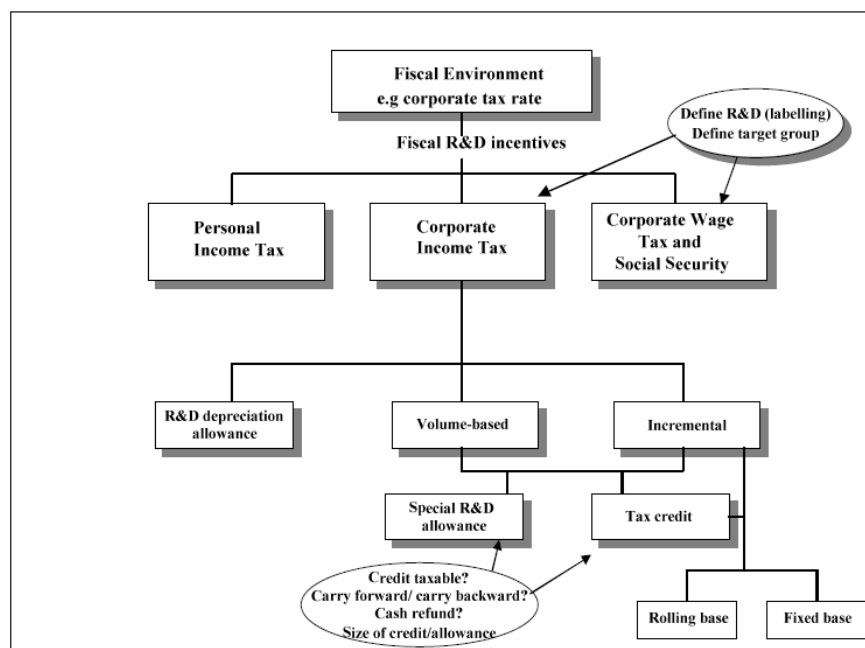 Fiscal Environment
e.g corporate tax rate
Define R&D (labelling)
Define target group
Fiscal R&D incentives
Personal
Income Tax
Corporate
Income Tax
Corporate Wage
Tax and
Social Security
R&D depreciation
allowance
Volume-based
Incremental
Special R&D
allowance
Tax credit
Credit taxable?
Carry forward/ carry backward?
Cash refund?
Size of credit/allowance
Rolling base
Fixed base